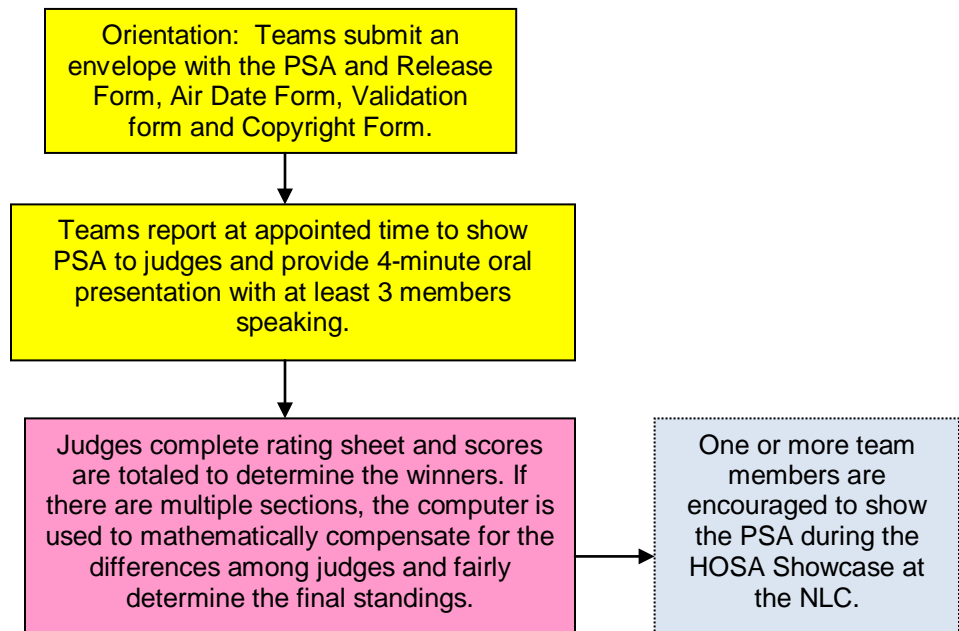 Orientation:  Teams submit an
envelope with the PSA and Release
Form, Air Date Form, Validation
form and Copyright Form.
Teams report at appointed time to show
PSA to judges and provide 4-minute oral
presentation with at least 3 members
speaking.
Judges complete rating sheet and scores
are totaled to determine the winners. If
there are multiple sections, the computer is
used to mathematically compensate for the
differences among judges and fairly
determine the final standings.
One or more team
members are
encouraged to show
the PSA during the
HOSA Showcase at
the NLC.